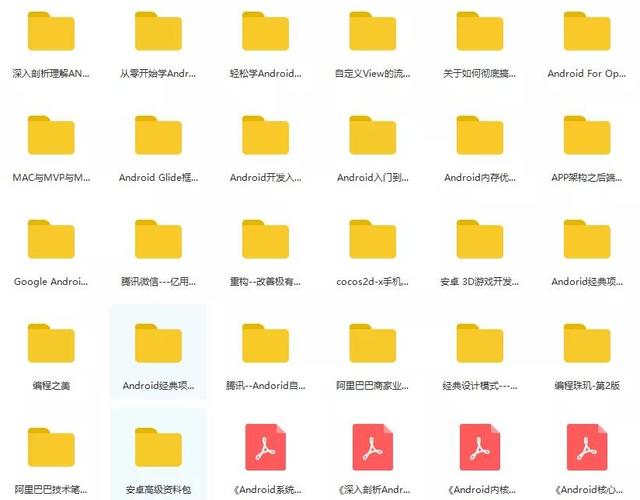 深入剖析理解AN...
从零开始学Andr...
轻松学Android...
自定义View的流...
关于如何彻底搞...
Android For Op...
MAC与MVP与M...
Android Glide框...
Android开发入...
Android入门到...
Android内存优...
APP架构之后端...
Google Androi...
腾讯微信---亿用...
重构--改善极有...
cocos2d-x手机...
安卓 3D游戏开发...
Andorid经典项...
编程之美
Android经典项...
腾讯--Andorid自...
阿里巴巴商家业...
经典设计模式---...
编程珠玑-第2版
阿里巴巴技术笔...
安卓高级资料包
《Android系统...
《深入剖析Andr...
《Android内核...
《Android核心...